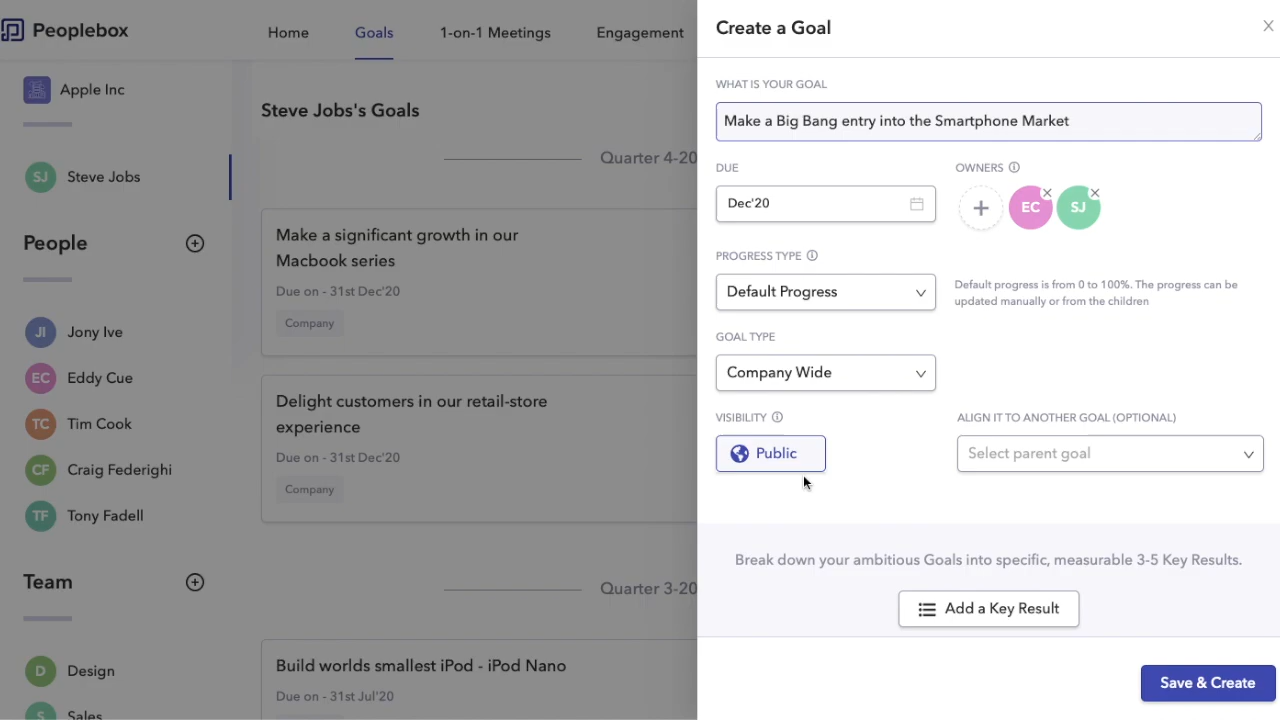 Peoplebox
Home
Goals
1-on-1 Meetings
Engagement
Apple Inc
SJ
Steve Jobs
People
JI
Jony Ive
EC
Eddy Cue
TC
Tim Cook
CF
Craig Federighi
TF
Tony Fadell
Team
D
Design
S
Sales
Steve Jobs's Goals
Quarter 4-20
Make a significant growth in our
Macbook series
Due on - 31st Dec'20
Company
Delight customers in our retail-store
experience
Due on - 31st Dec'20
Company
Quarter 3-20
Build worlds smallest iPod - iPod Nano
Due on - 31st Jul'20
Create a Goal
WHAT IS YOUR GOAL
Make a Big Bang entry into the Smartphone Market
DUE
Dec'20
OWNERS
EC
SJ
PROGRESS TYPE
Default Progress
Default progress is from 0 to 100%. The progress can be
updated manually or from the children
GOAL TYPE
Company Wide
VISIBILITY
Public
ALIGN IT TO ANOTHER GOAL (OPTIONAL)
Select parent goal
Break down your ambitious Goals into specific, measurable 3-5 Key Results.
Add a Key Result
Save & Create